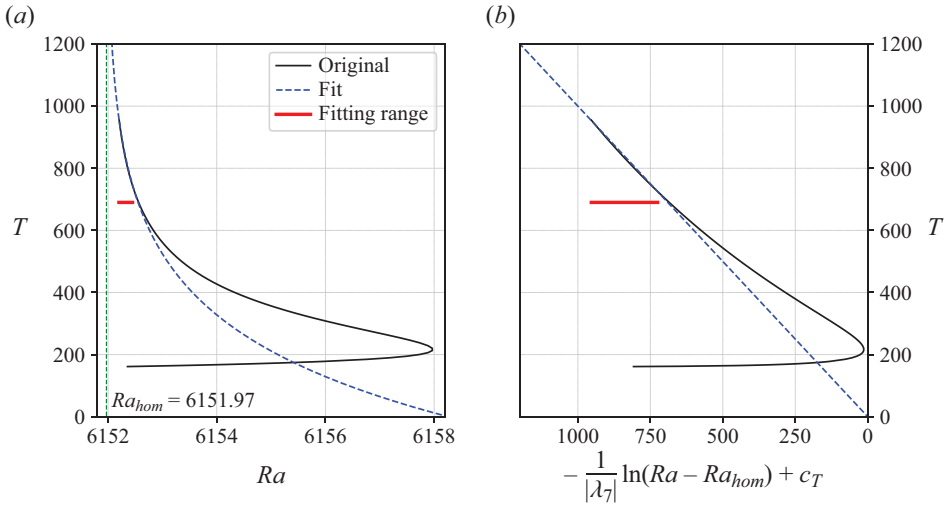 (a)
1200
1000
800
600
400
200
0
T
Original
Fit
Fitting range
Ra_hom = 6151.97
6152 6154 6156 6158
Ra
(b)
1200
1000
800
600
400
200
0
T
1000 750 500 250 0
− 1/|λ₇| ln(Ra – Ra_hom) + c_T